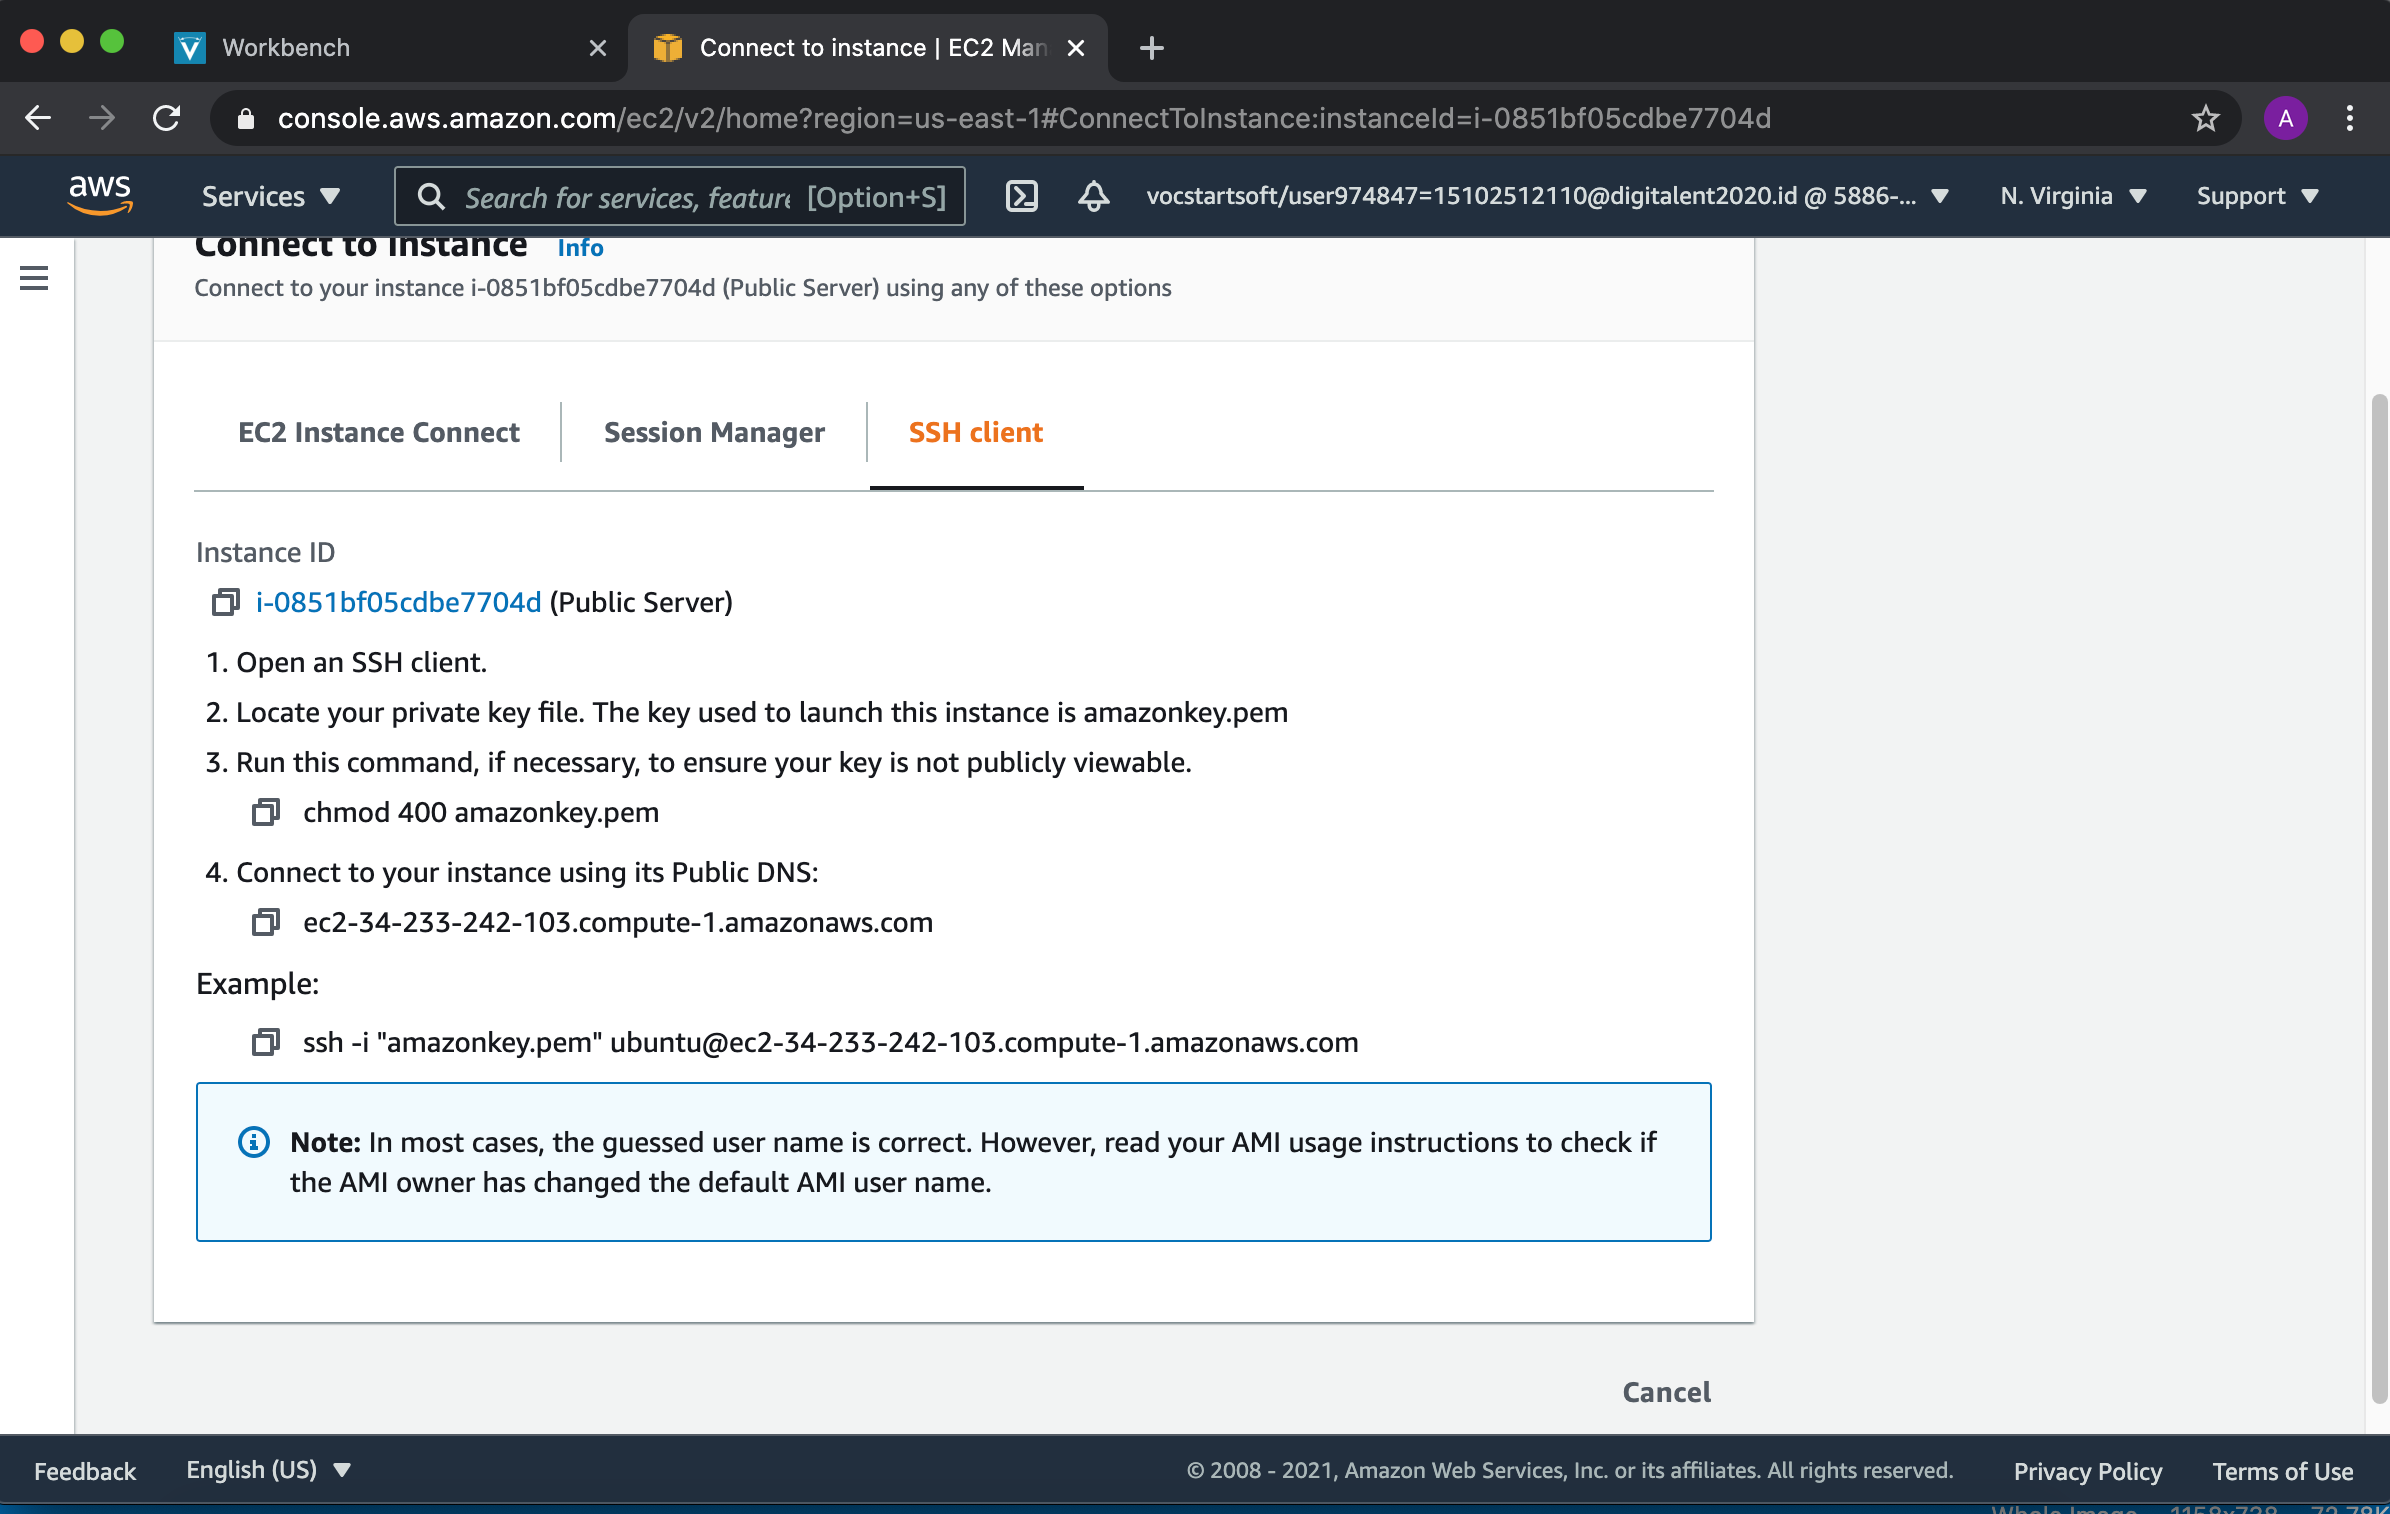 Workbench
Connect to instance | EC2 Man
console.aws.amazon.com/ec2/v2/home?region=us-east-1#ConnectToInstance:instanceId=i-0851bf05cdbe7704d
A
aws
Services
Search for services, feature [Option+S]
vocstartsoft/user974847=15102512110@digitalent2020.id @ 5886-...
N. Virginia
Support
Connect to instance Info
Connect to your instance i-0851bf05cdbe7704d (Public Server) using any of these options
EC2 Instance Connect
Session Manager
SSH client
Instance ID
i-0851bf05cdbe7704d (Public Server)
1. Open an SSH client.
2. Locate your private key file. The key used to launch this instance is amazonkey.pem
3. Run this command, if necessary, to ensure your key is not publicly viewable.
chmod 400 amazonkey.pem
4. Connect to your instance using its Public DNS:
ec2-34-233-242-103.compute-1.amazonaws.com
Example:
ssh -i "amazonkey.pem" ubuntu@ec2-34-233-242-103.compute-1.amazonaws.com
Note: In most cases, the guessed user name is correct. However, read your AMI usage instructions to check if
the AMI owner has changed the default AMI user name.
Cancel
Feedback
English (US)
© 2008 - 2021, Amazon Web Services, Inc. or its affiliates. All rights reserved.
Privacy Policy
Terms of Use